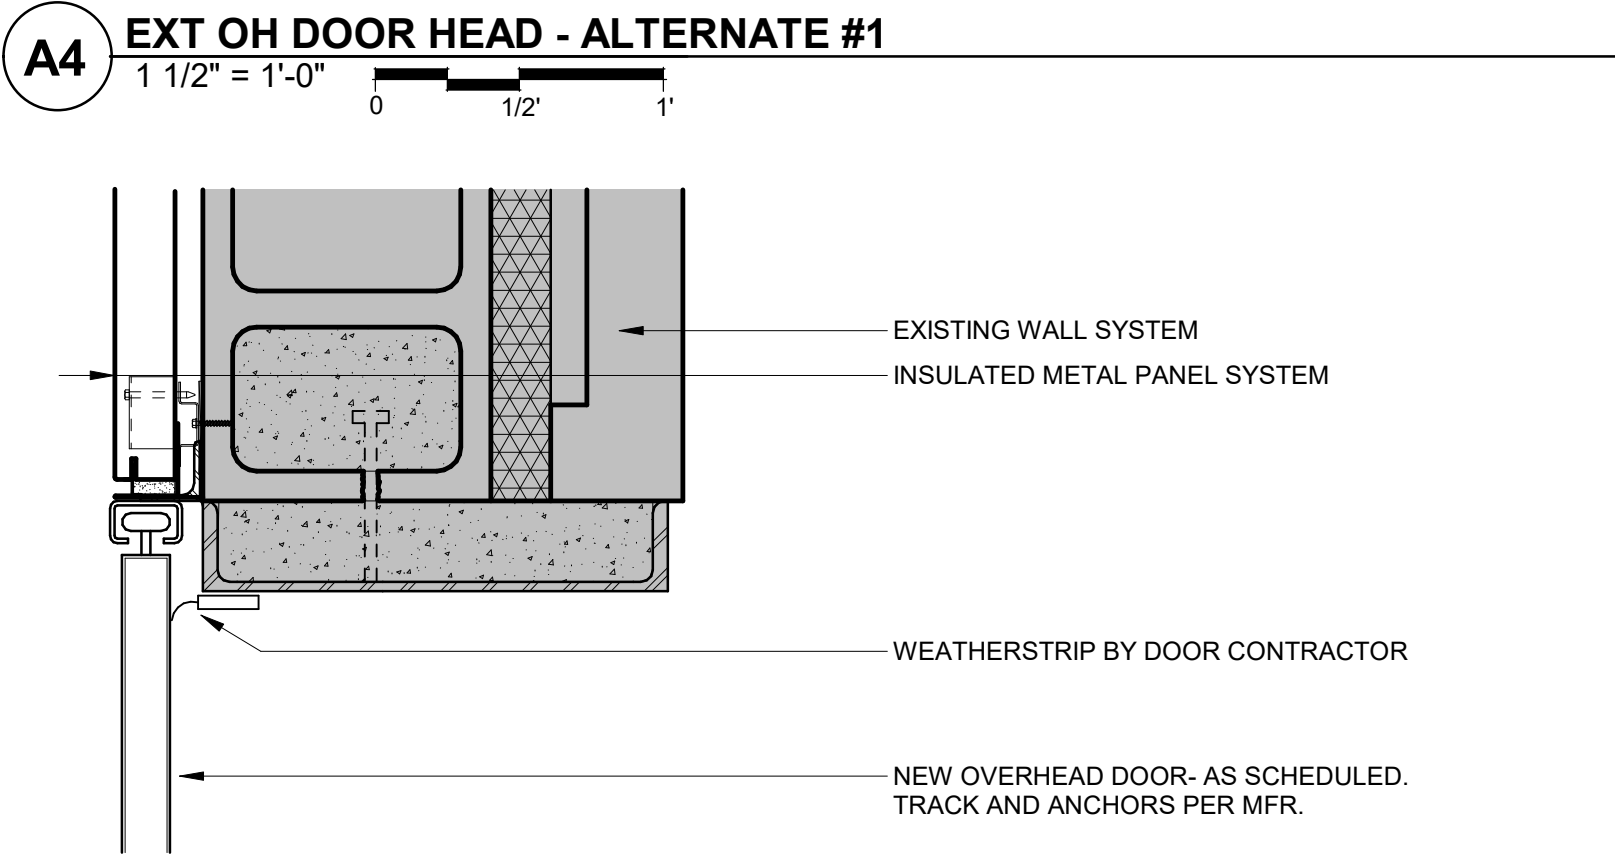 A4
EXT OH DOOR HEAD - ALTERNATE #1
1 1/2" = 1'-0"
0 1/2' 1'
EXISTING WALL SYSTEM
INSULATED METAL PANEL SYSTEM
WEATHERSTRIP BY DOOR CONTRACTOR
NEW OVERHEAD DOOR- AS SCHEDULED.
TRACK AND ANCHORS PER MFR.